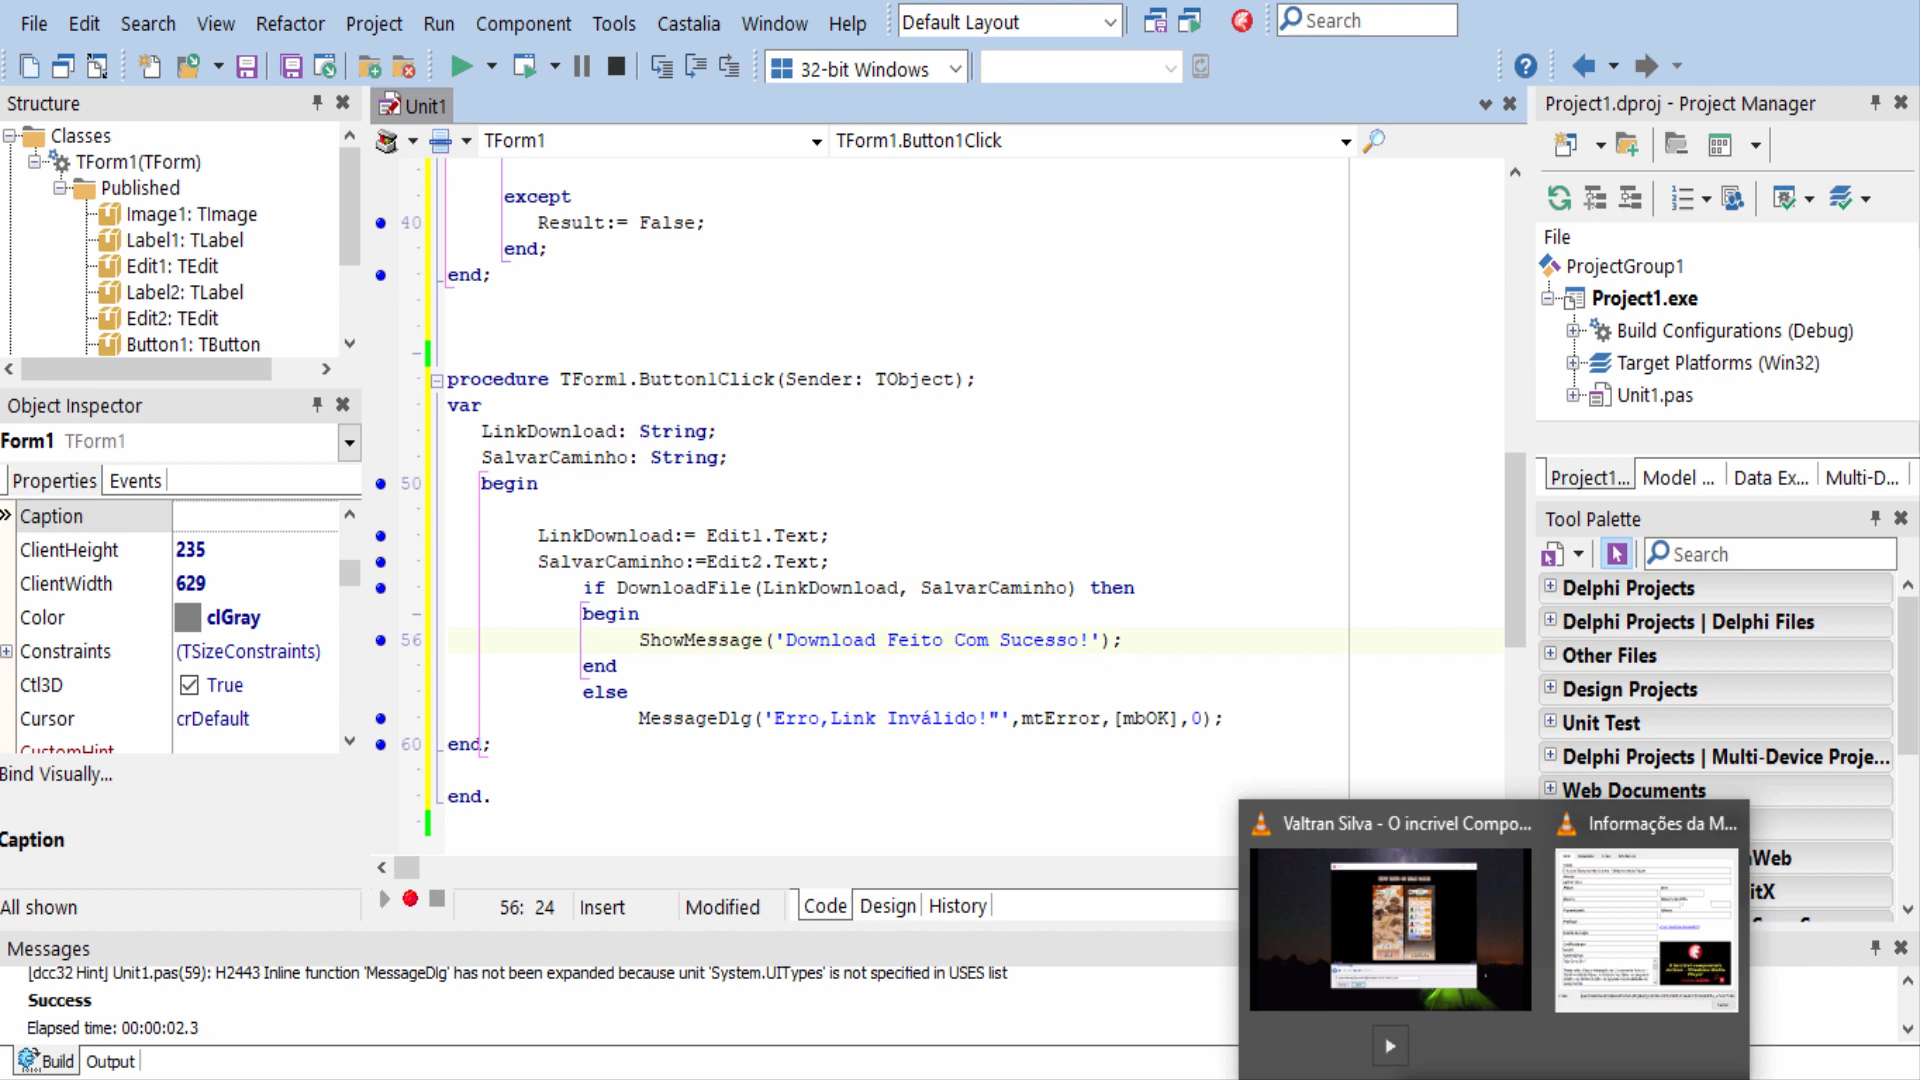 File Edit Search View Refactor Project Run Component Tools Castalia Window Help Default Layout Search
32-bit Windows
Structure
Classes
TForm1(TForm)
Published
Image1: TImage
Label1: TLabel
Edit1: TEdit
Label2: TLabel
Edit2: TEdit
Button1: TButton
Object Inspector
Form1 TForm1
Properties Events
Caption
ClientHeight 235
ClientWidth 629
Color clGray
Constraints (TSizeConstraints)
Ctl3D True
Cursor crDefault
CustomHint
Bind Visually...
Caption
All shown
Unit1
TForm1 TForm1.Button1Click
except
40 Result:= False;
end;
end;
procedure TForm1.Button1Click(Sender: TObject);
var
LinkDownload: String;
SalvarCaminho: String;
50 begin
LinkDownload:= Edit1.Text;
SalvarCaminho:=Edit2.Text;
if DownloadFile(LinkDownload, SalvarCaminho) then
begin
56 ShowMessage('Download Feito Com Sucesso!');
end
else
MessageDlg('Erro,Link Inválido!"',mtError,[mbOK],0);
60 end;
end.
56: 24 Insert Modified Code Design History
Messages
[dcc32 Hint] Unit1.pas(59): H2443 Inline function 'MessageDlg' has not been expanded because unit 'System.UITypes' is not specified in USES list
Success
Elapsed time: 00:00:02.3
Build Output
Project1.dproj - Project Manager
File
ProjectGroup1
Project1.exe
Build Configurations (Debug)
Target Platforms (Win32)
Unit1.pas
Project1... Model ... Data Ex... Multi-D...
Tool Palette
Search
Delphi Projects
Delphi Projects | Delphi Files
Other Files
Design Projects
Unit Test
Delphi Projects | Multi-Device Proje...
Web Documents
Valtran Silva - O incrivel Compo... Informações da M...